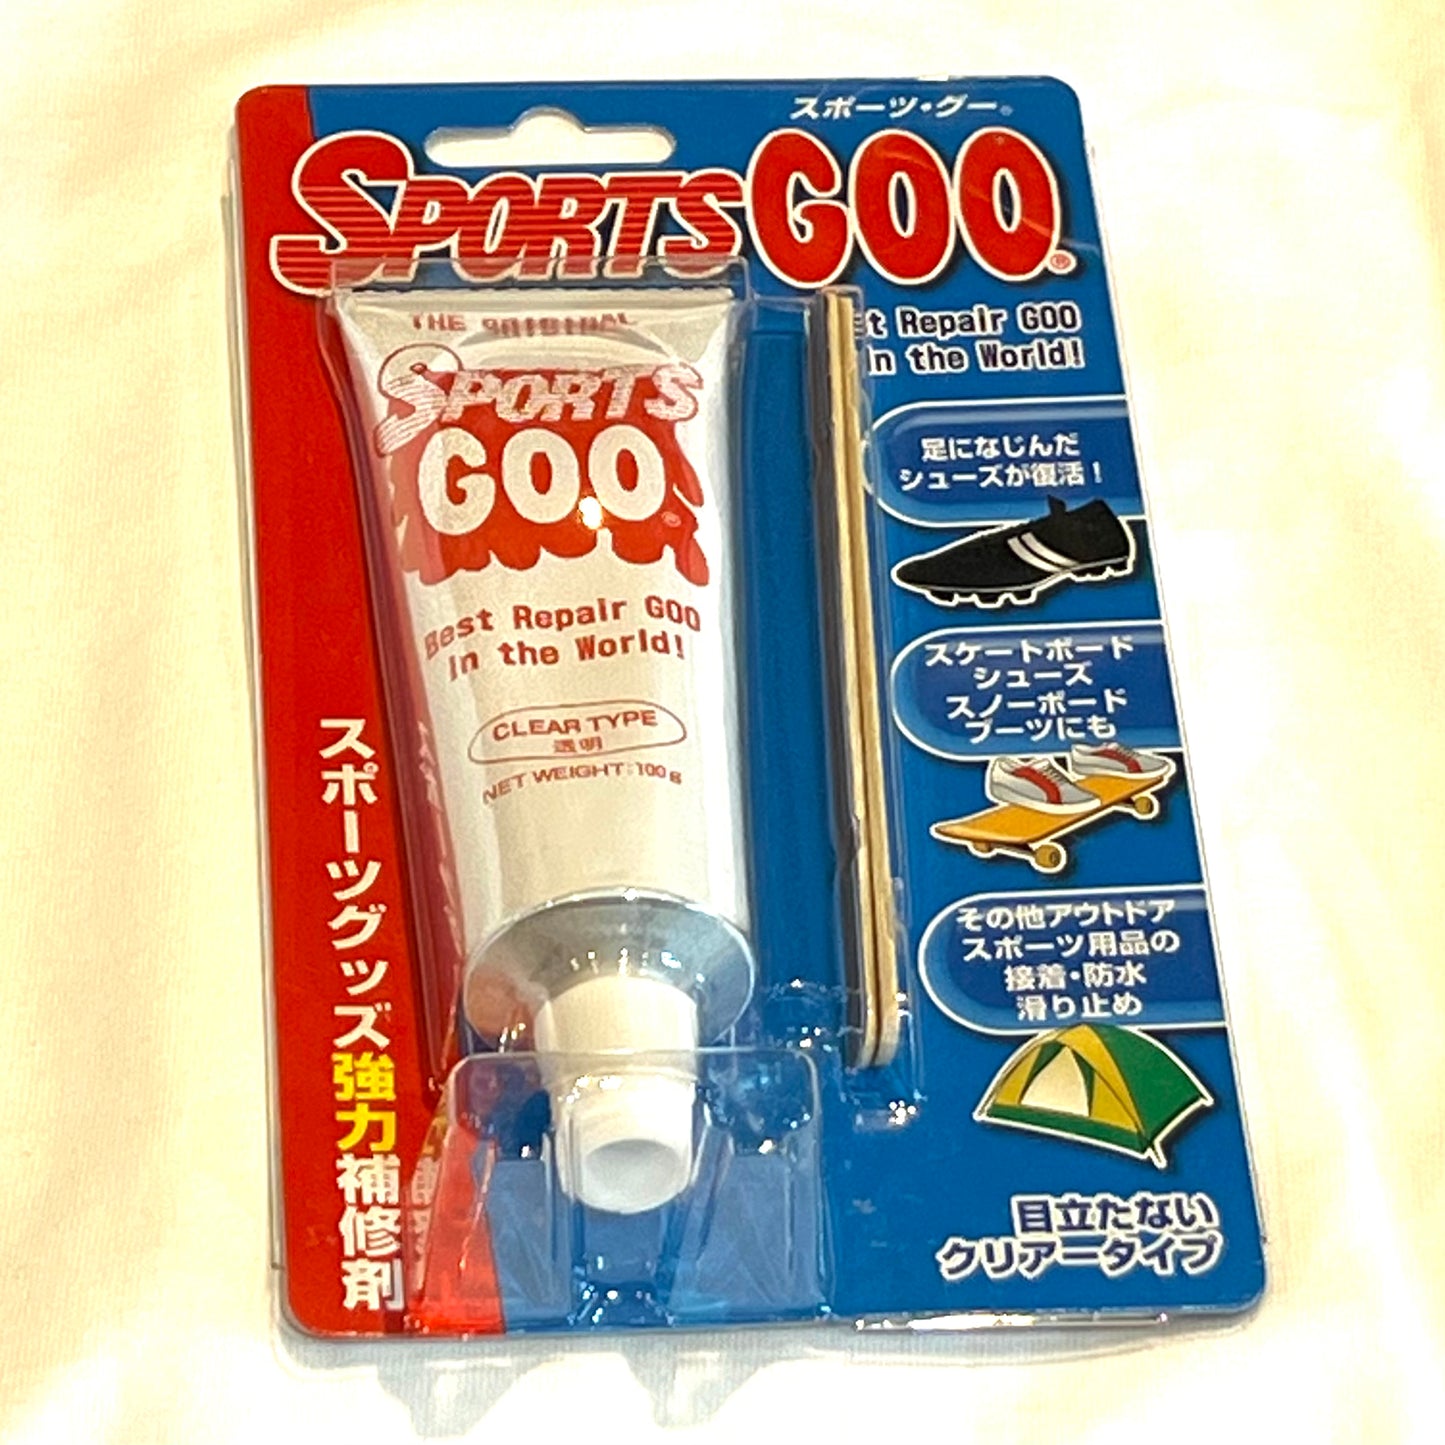 スポーツ・グー®
SPORTS GOO®
THE ORIGINAL
SPORTS
GOO®
Best Repair GOO
In the World!
CLEAR TYPE
透明
NET WEIGHT:100g
st Repair GOO
In the World!
足になじんだ
シューズが復活！
スケートボード
シューズ
スノーボード
ブーツにも
その他アウトドア
スポーツ用品の
接着・防水
滑り止め
目立たない
クリアータイプ
スポーツグッズ強力補修剤